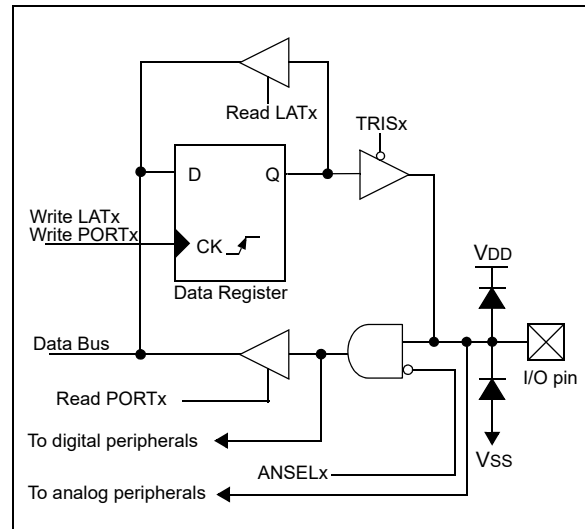 Read LATx
TRISx
D Q
Write LATx
Write PORTx
CK
Data Register
VDD
Data Bus
I/O pin
Read PORTx
To digital peripherals
ANSELx
VSS
To analog peripherals